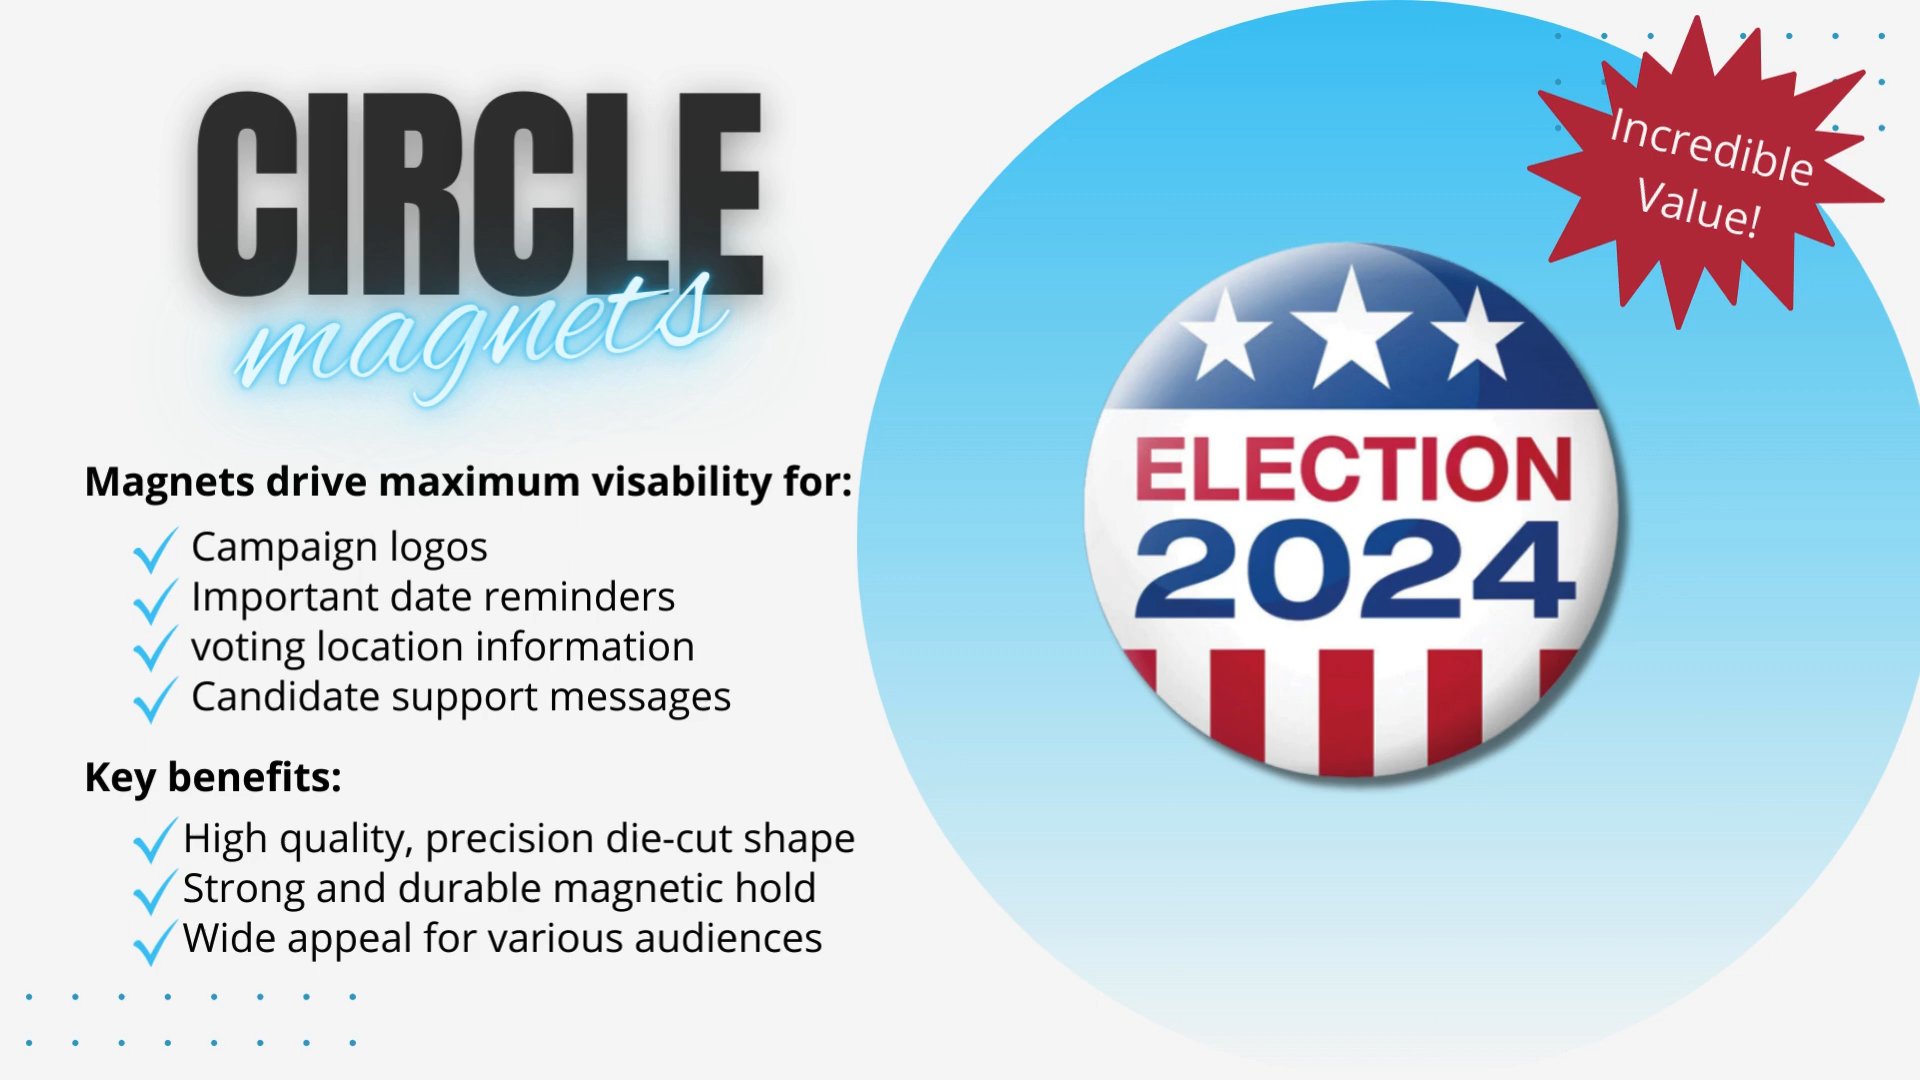 CIRCLE
magnets
Magnets drive maximum visability for:
Campaign logos
Important date reminders
voting location information
Candidate support messages
Key benefits:
High quality, precision die-cut shape
Strong and durable magnetic hold
Wide appeal for various audiences
Incredible
Value!
ELECTION
2024